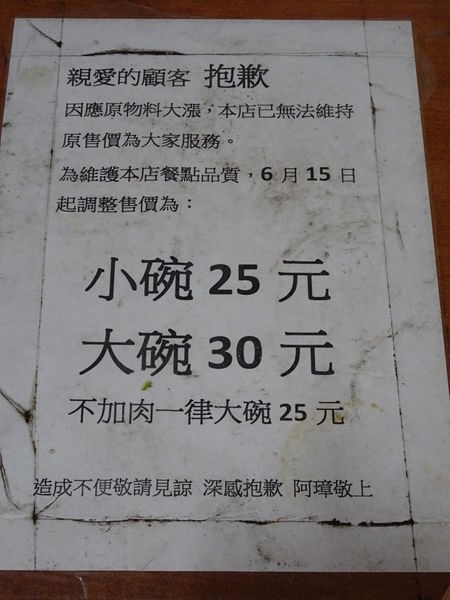 親愛的顧客 抱歉
因應原物料大漲，本店已無法維持
原售價為大家服務。
為維護本店餐點品質，6 月 15 日
起調整售價為：
小碗 25 元
大碗 30 元
不加肉一律大碗 25 元
造成不便敬請見諒 深感抱歉 阿璋敬上